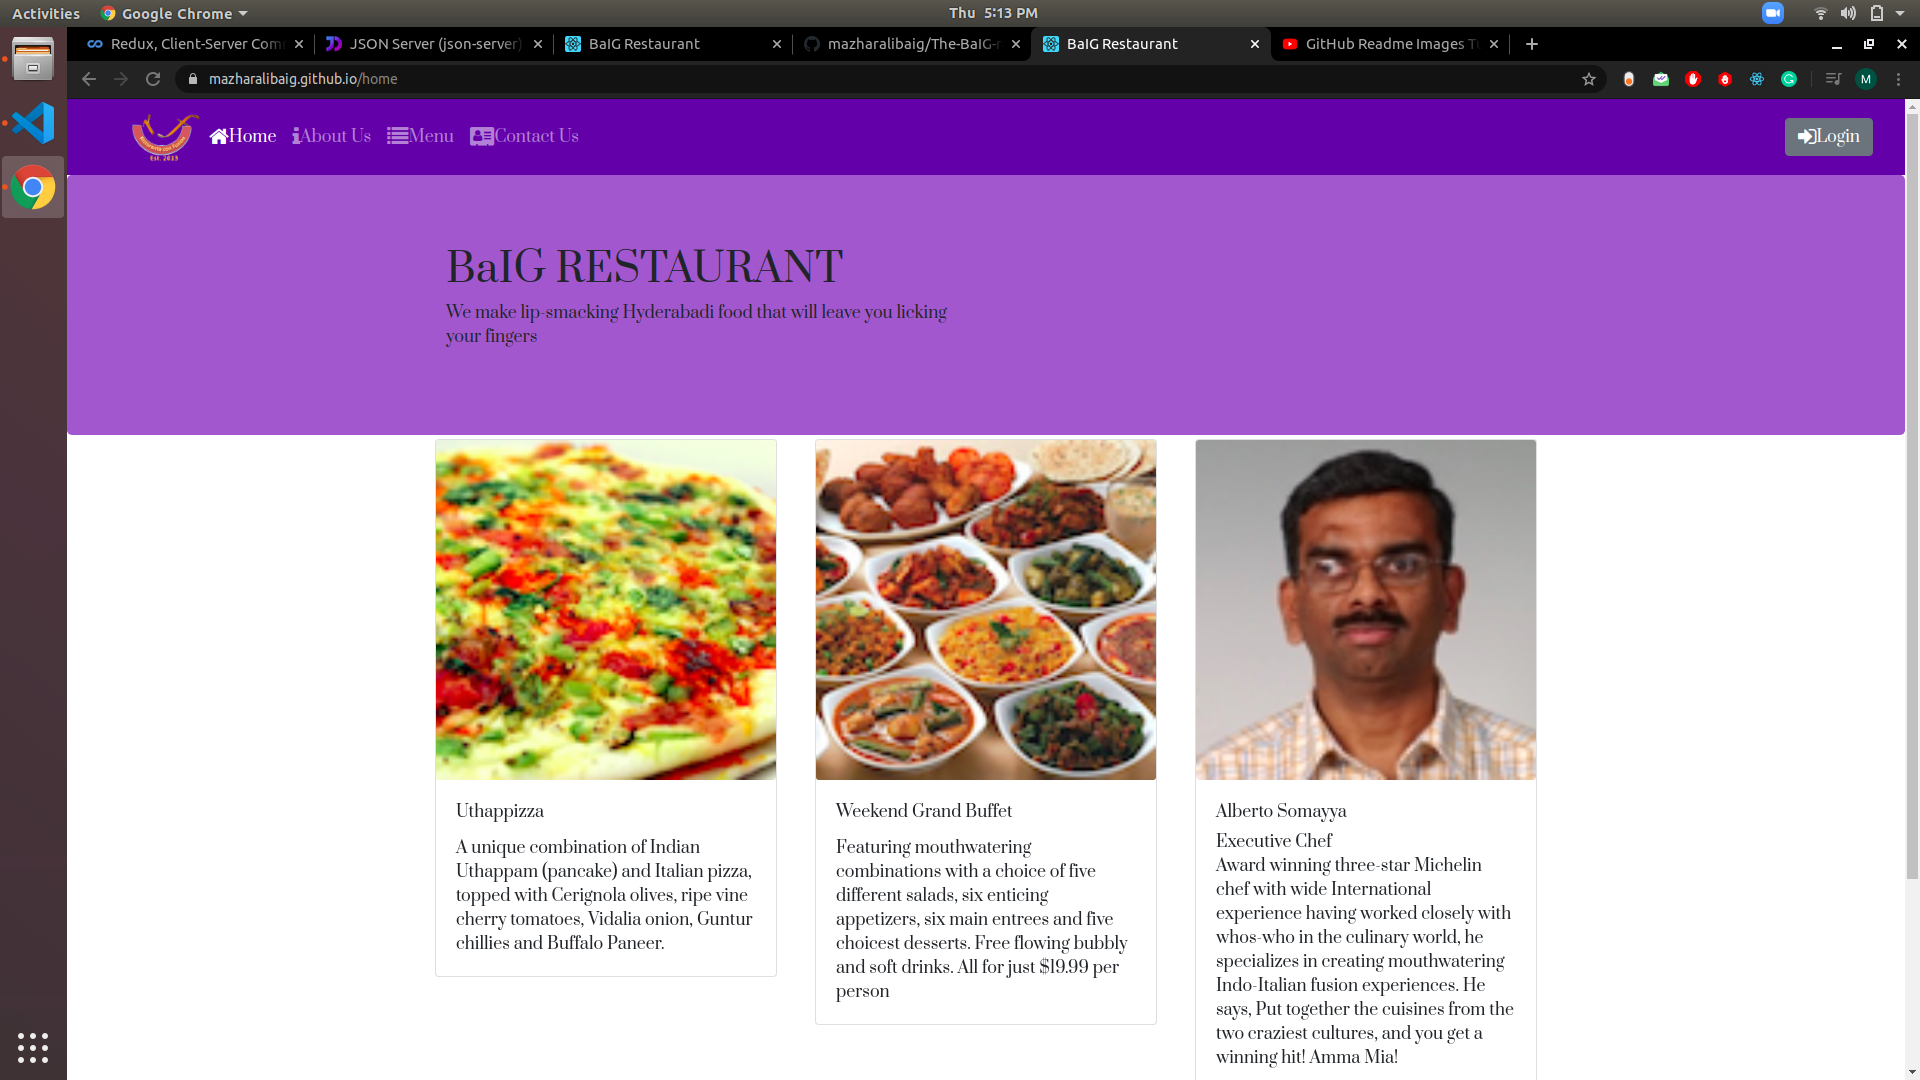 Activities
Google Chrome
Thu 5:13 PM
Redux, Client-Server Com
JSON Server (json-server)
BaIG Restaurant
mazharalibaig/The-BaIG-r
BaIG Restaurant
GitHub Readme Images Tu
mazharalibaig.github.io/home
M
Est. 2013
Home
About Us
Menu
Contact Us
Login
BaIG RESTAURANT
We make lip-smacking Hyderabadi food that will leave you licking
your fingers
Uthappizza
A unique combination of Indian
Uthappam (pancake) and Italian pizza,
topped with Cerignola olives, ripe vine
cherry tomatoes, Vidalia onion, Guntur
chillies and Buffalo Paneer.
Weekend Grand Buffet
Featuring mouthwatering
combinations with a choice of five
different salads, six enticing
appetizers, six main entrees and five
choicest desserts. Free flowing bubbly
and soft drinks. All for just $19.99 per
person
Alberto Somayya
Executive Chef
Award winning three-star Michelin
chef with wide International
experience having worked closely with
whos-who in the culinary world, he
specializes in creating mouthwatering
Indo-Italian fusion experiences. He
says, Put together the cuisines from the
two craziest cultures, and you get a
winning hit! Amma Mia!